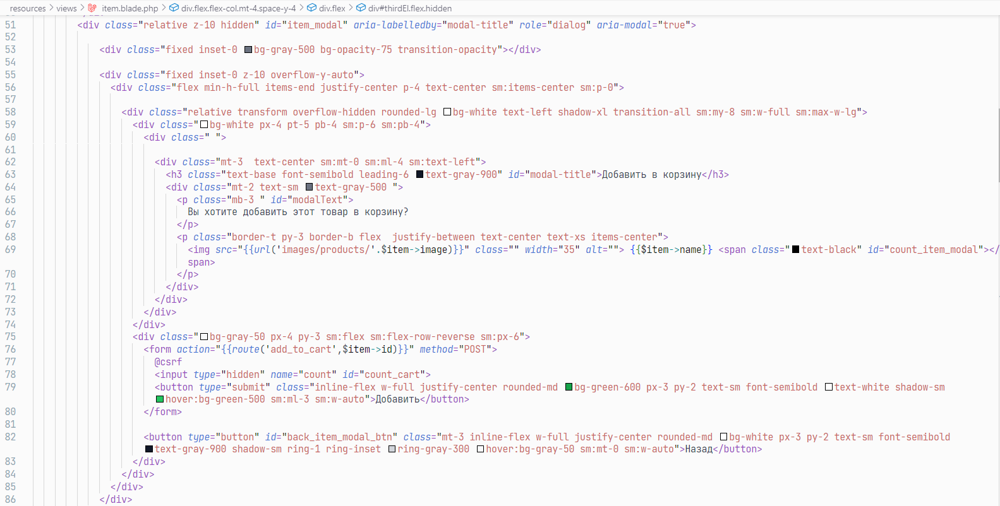 resources > views > item.blade.php > div.flex.flex-col.mt-4.space-y-4 > div.flex > div#thirdEl.flex.hidden
51 <div class="relative z-10 hidden" id="item_modal" aria-labelledby="modal-title" role="dialog" aria-modal="true">
52
53 <div class="fixed inset-0 bg-gray-500 bg-opacity-75 transition-opacity"></div>
54
55 <div class="fixed inset-0 z-10 overflow-y-auto">
56 <div class="flex min-h-full items-end justify-center p-4 text-center sm:items-center sm:p-0">
57
58 <div class="relative transform overflow-hidden rounded-lg bg-white text-left shadow-xl transition-all sm:my-8 sm:w-full sm:max-w-lg">
59 <div class="bg-white px-4 pt-5 pb-4 sm:p-6 sm:pb-4">
60 <div class=" ">
61
62 <div class="mt-3  text-center sm:mt-0 sm:ml-4 sm:text-left">
63 <h3 class="text-base font-semibold leading-6 text-gray-900" id="modal-title">Добавить в корзину</h3>
64 <div class="mt-2 text-sm text-gray-500 ">
65 <p class="mb-3 " id="modalText">
66 Вы хотите добавить этот товар в корзину?
67 </p>
68 <p class="border-t py-3 border-b flex  justify-between text-center text-xs items-center">
69 <img src="{{url('images/products/'.$item->image)}}" class="" width="35" alt=""> {{$item->name}} <span class="text-black" id="count_item_modal"></
span>
70 </p>
71 </div>
72 </div>
73 </div>
74 </div>
75 <div class="bg-gray-50 px-4 py-3 sm:flex sm:flex-row-reverse sm:px-6">
76 <form action="{{route('add_to_cart',$item->id)}}" method="POST">
77 @csrf
78 <input type="hidden" name="count" id="count_cart">
79 <button type="submit" class="inline-flex w-full justify-center rounded-md bg-green-600 px-3 py-2 text-sm font-semibold text-white shadow-sm
hover:bg-green-500 sm:ml-3 sm:w-auto">Добавить</button>
80 </form>
81
82 <button type="button" id="back_item_modal_btn" class="mt-3 inline-flex w-full justify-center rounded-md bg-white px-3 py-2 text-sm font-semibold
text-gray-900 shadow-sm ring-1 ring-inset ring-gray-300 hover:bg-gray-50 sm:mt-0 sm:w-auto">Назад</button>
83 </div>
84 </div>
85 </div>
86 </div>